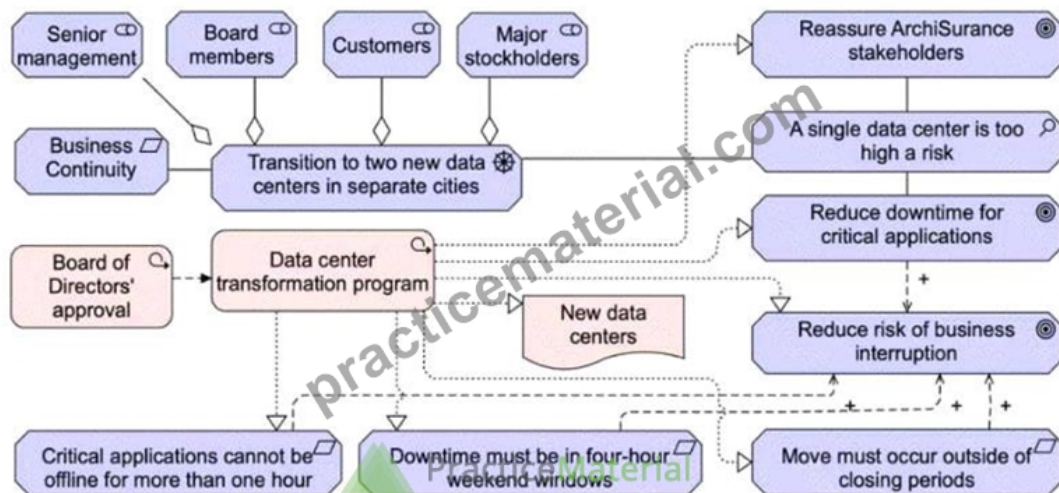 Senior
management
Board
members
Customers
Major
stockholders
Reassure ArchiSurance
stakeholders
Business
Continuity
Transition to two new data
centers in separate cities
A single data center is too
high a risk
Reduce downtime for
critical applications
Board of
Directors'
approval
Data center
transformation program
New data
centers
+
Reduce risk of business
interruption
+
+
+
Critical applications cannot be
offline for more than one hour
Downtime must be in four-hour
weekend windows
Move must occur outside of
closing periods
practicematerial.com
PracticeMaterial